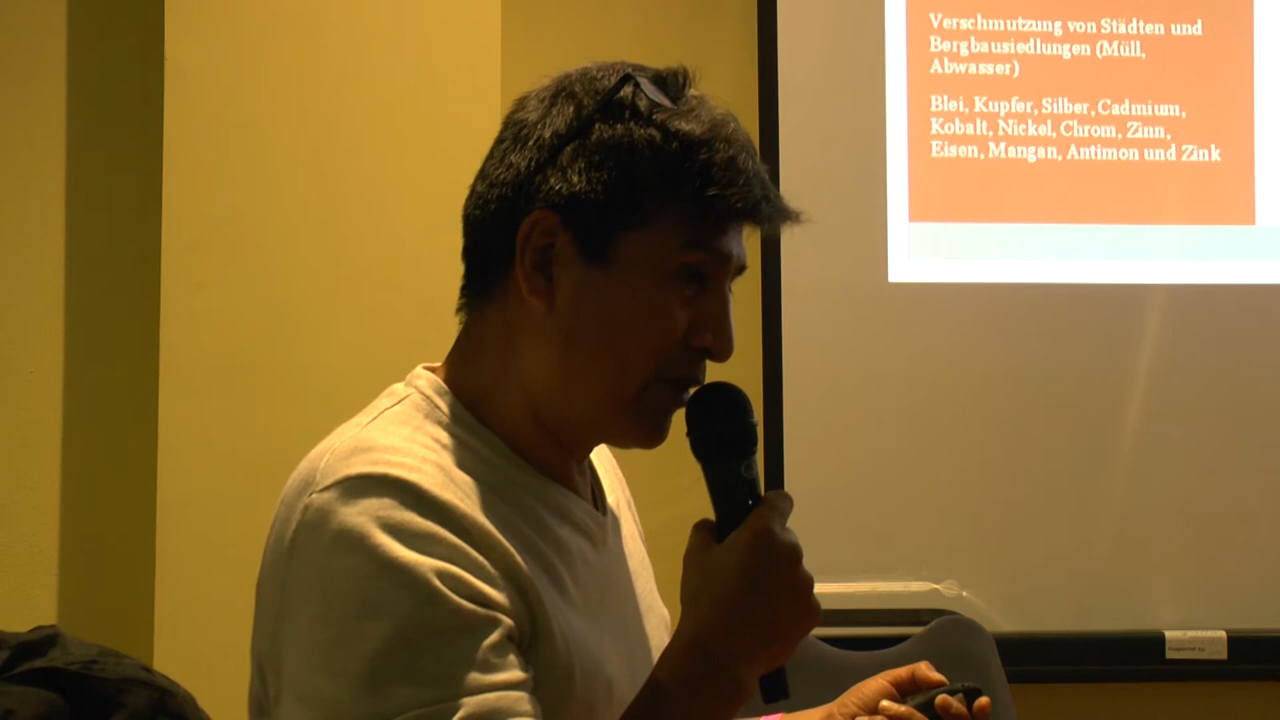 Verschmutzung von Städten und
Bergbausiedlungen (Müll,
Abwasser)
Blei, Kupfer, Silber, Cadmium,
Kobalt, Nickel, Chrom, Zinn,
Eisen, Mangan, Antimon und Zink